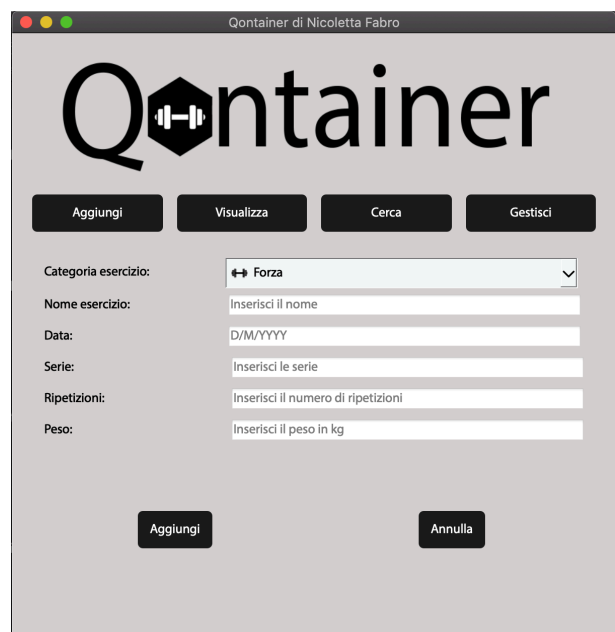 Qontainer di Nicoletta Fabro
Qontainer
Aggiungi Visualizza Cerca Gestisci
Categoria esercizio: Forza
Nome esercizio: Inserisci il nome
Data: D/M/YYYY
Serie: Inserisci le serie
Ripetizioni: Inserisci il numero di ripetizioni
Peso: Inserisci il peso in kg
Aggiungi Annulla